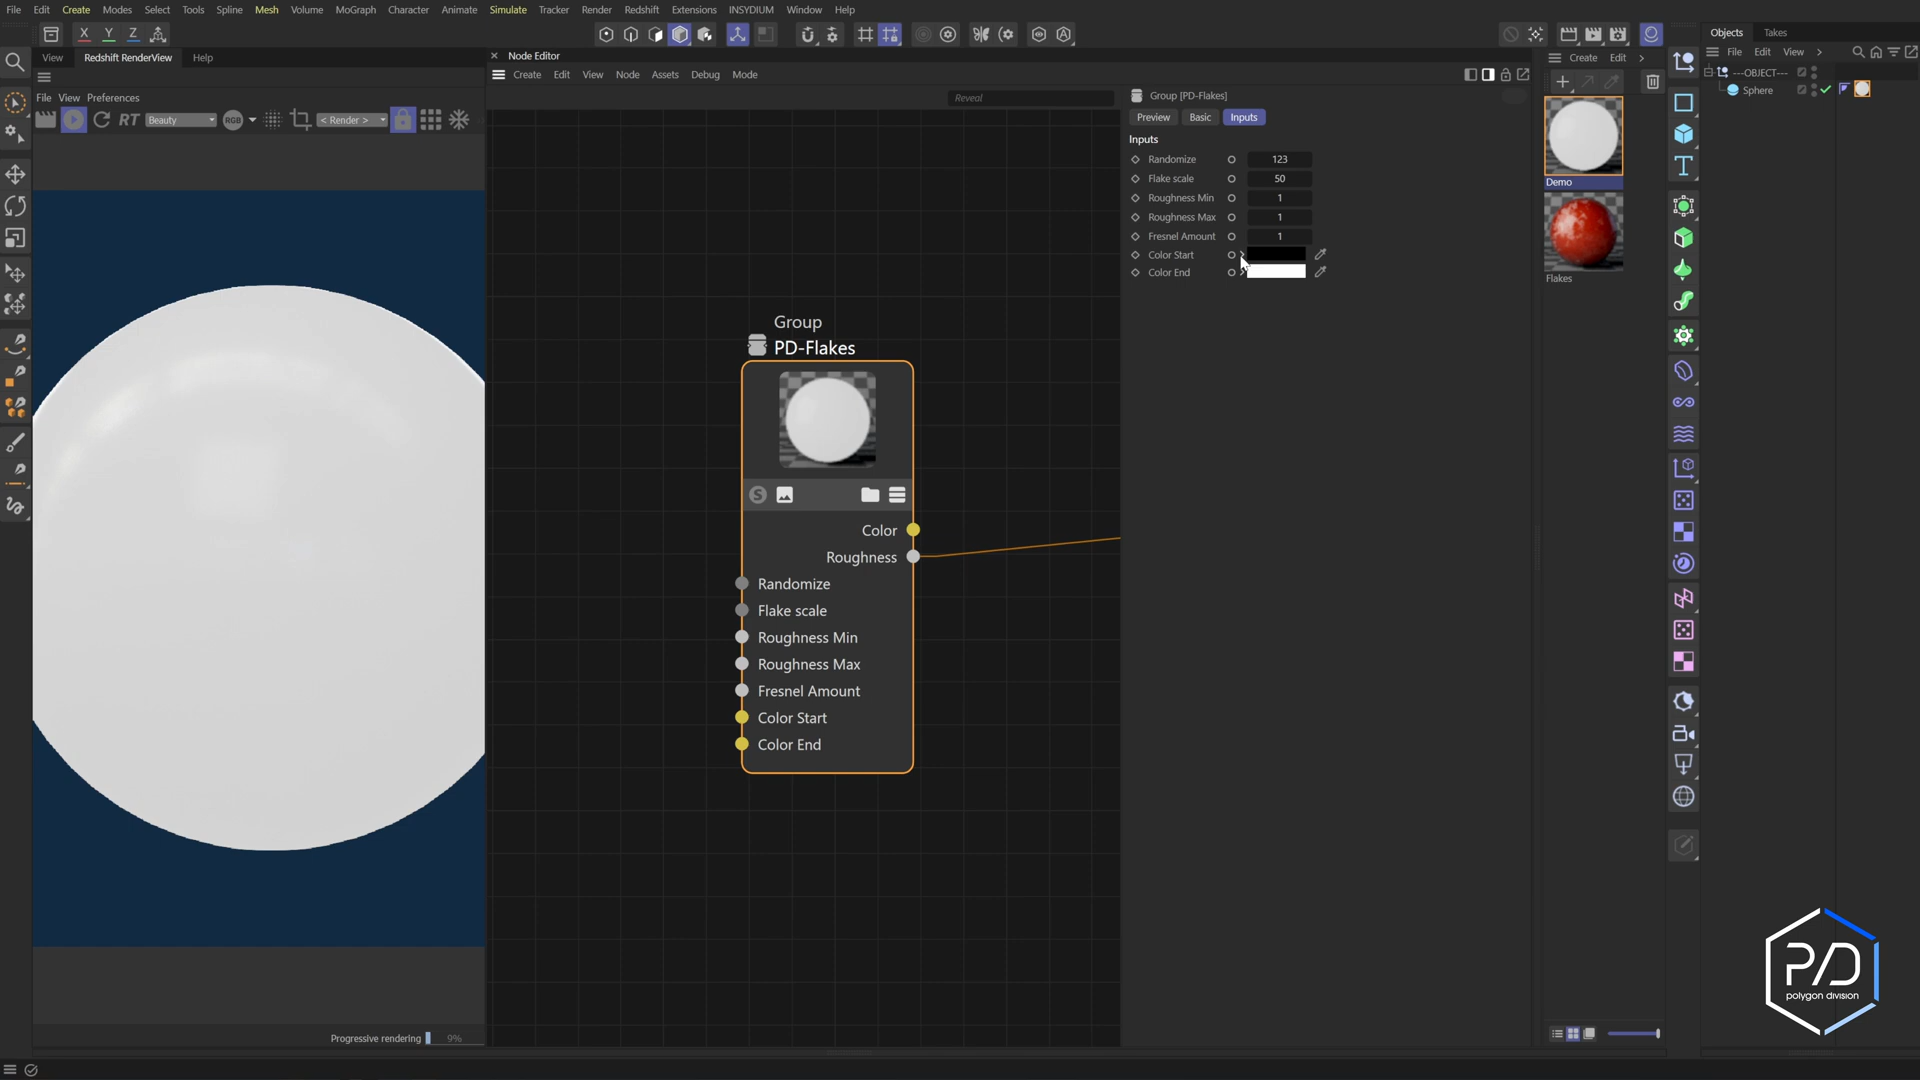 File Edit Create Modes Select Tools Spline Mesh Volume MoGraph Character Animate Simulate Tracker Render Redshift Extensions INSYDIUM Window Help
X Y Z
View Redshift RenderView Help
File View Preferences
RT Beauty RGB < Render >
Progressive rendering 9%
Node Editor
Create Edit View Node Assets Debug Mode
Reveal
Group
PD-Flakes
S
Color
Roughness
Randomize
Flake scale
Roughness Min
Roughness Max
Fresnel Amount
Color Start
Color End
Group [PD-Flakes]
Preview Basic Inputs
Inputs
Randomize 123
Flake scale 50
Roughness Min 1
Roughness Max 1
Fresnel Amount 1
Color Start
Color End
Create Edit
Demo
Flakes
Objects Takes
File Edit View
---OBJECT---
Sphere
P/D
polygon division